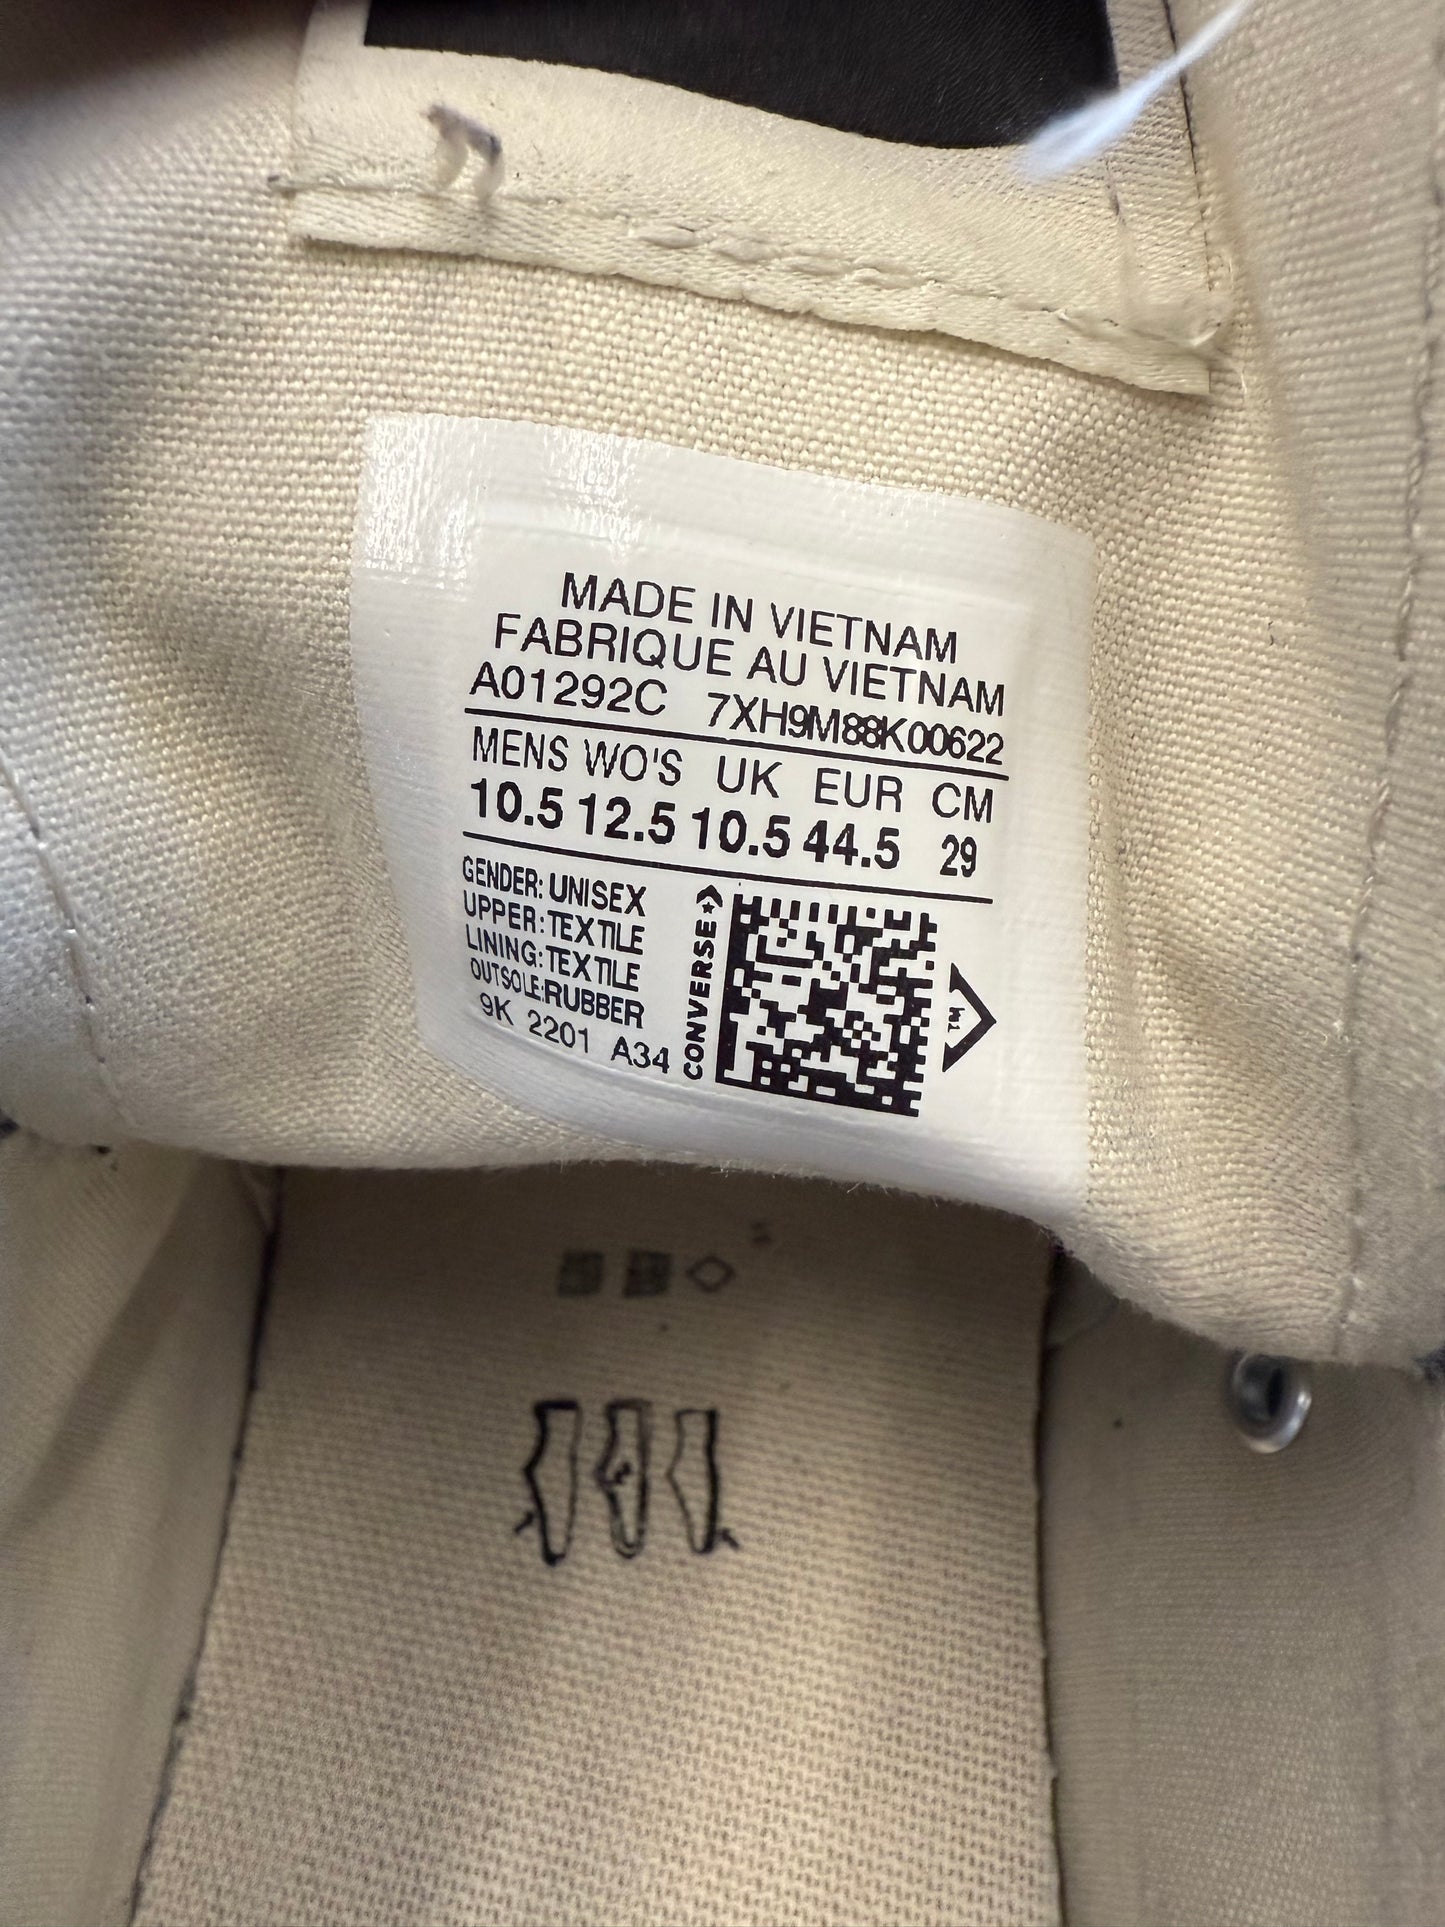 MADE IN VIETNAM
FABRIQUE AU VIETNAM
A01292C 7XH9M88K00622
MENS WO'S UK EUR CM
10.5 12.5 10.5 44.5 29
GENDER: UNISEX
UPPER: TEXTILE
LINING: TEXTILE
OUTSOLE: RUBBER
9K 2201 A34
CONVERSE